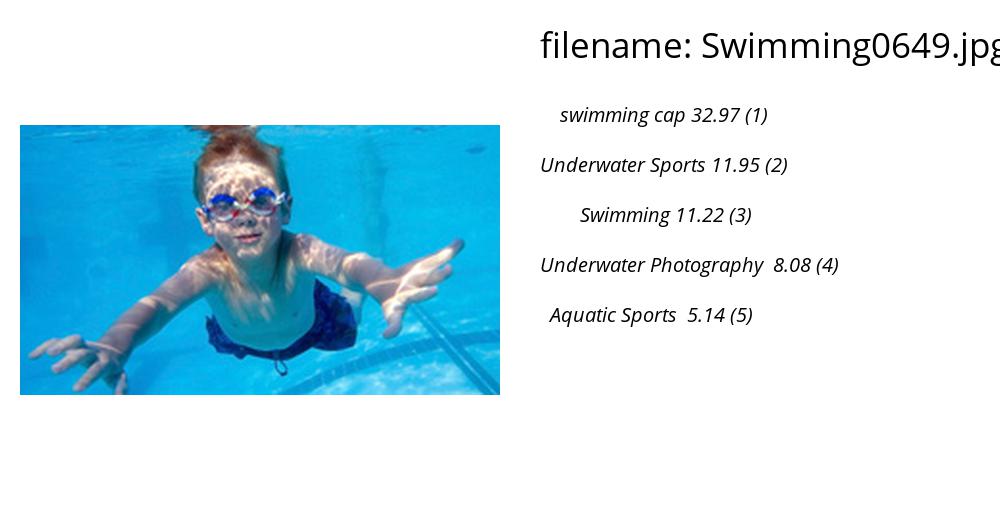 filename: Swimming0649.jpg
swimming cap 32.97 (1)
Underwater Sports 11.95 (2)
Swimming 11.22 (3)
Underwater Photography 8.08 (4)
Aquatic Sports 5.14 (5)